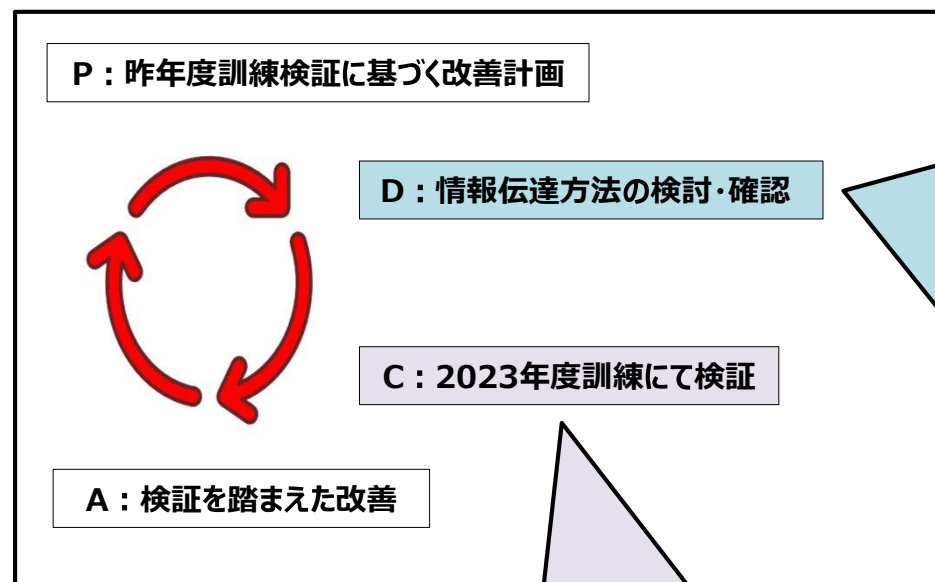 P：昨年度訓練検証に基づく改善計画
D：情報伝達方法の検討･確認
C：2023年度訓練にて検証
A：検証を踏まえた改善